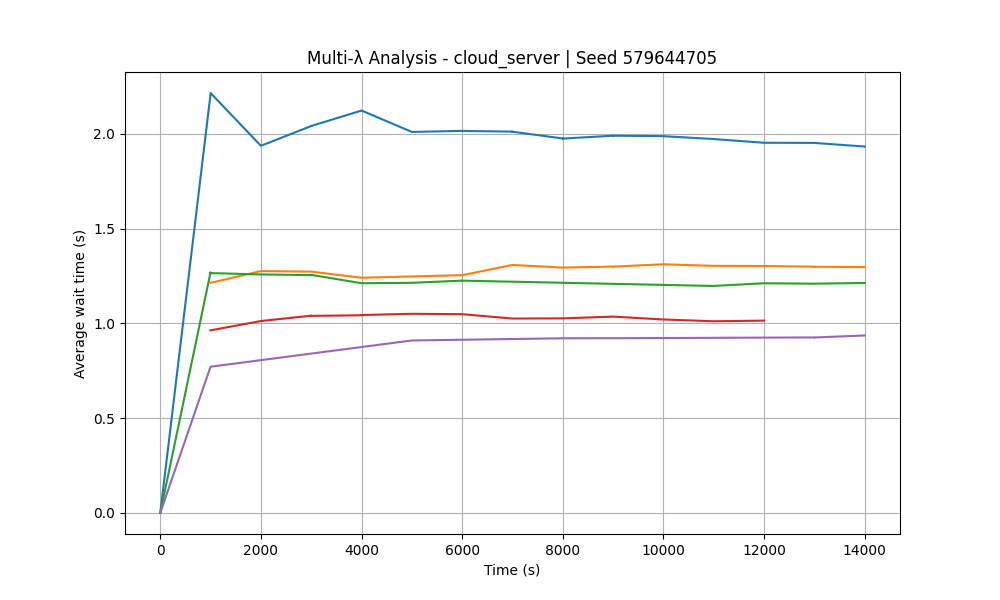 Multi-λ Analysis - cloud_server | Seed 579644705
Average wait time (s)
2.0
1.5
1.0
0.5
0.0
0 2000 4000 6000 8000 10000 12000 14000
Time (s)